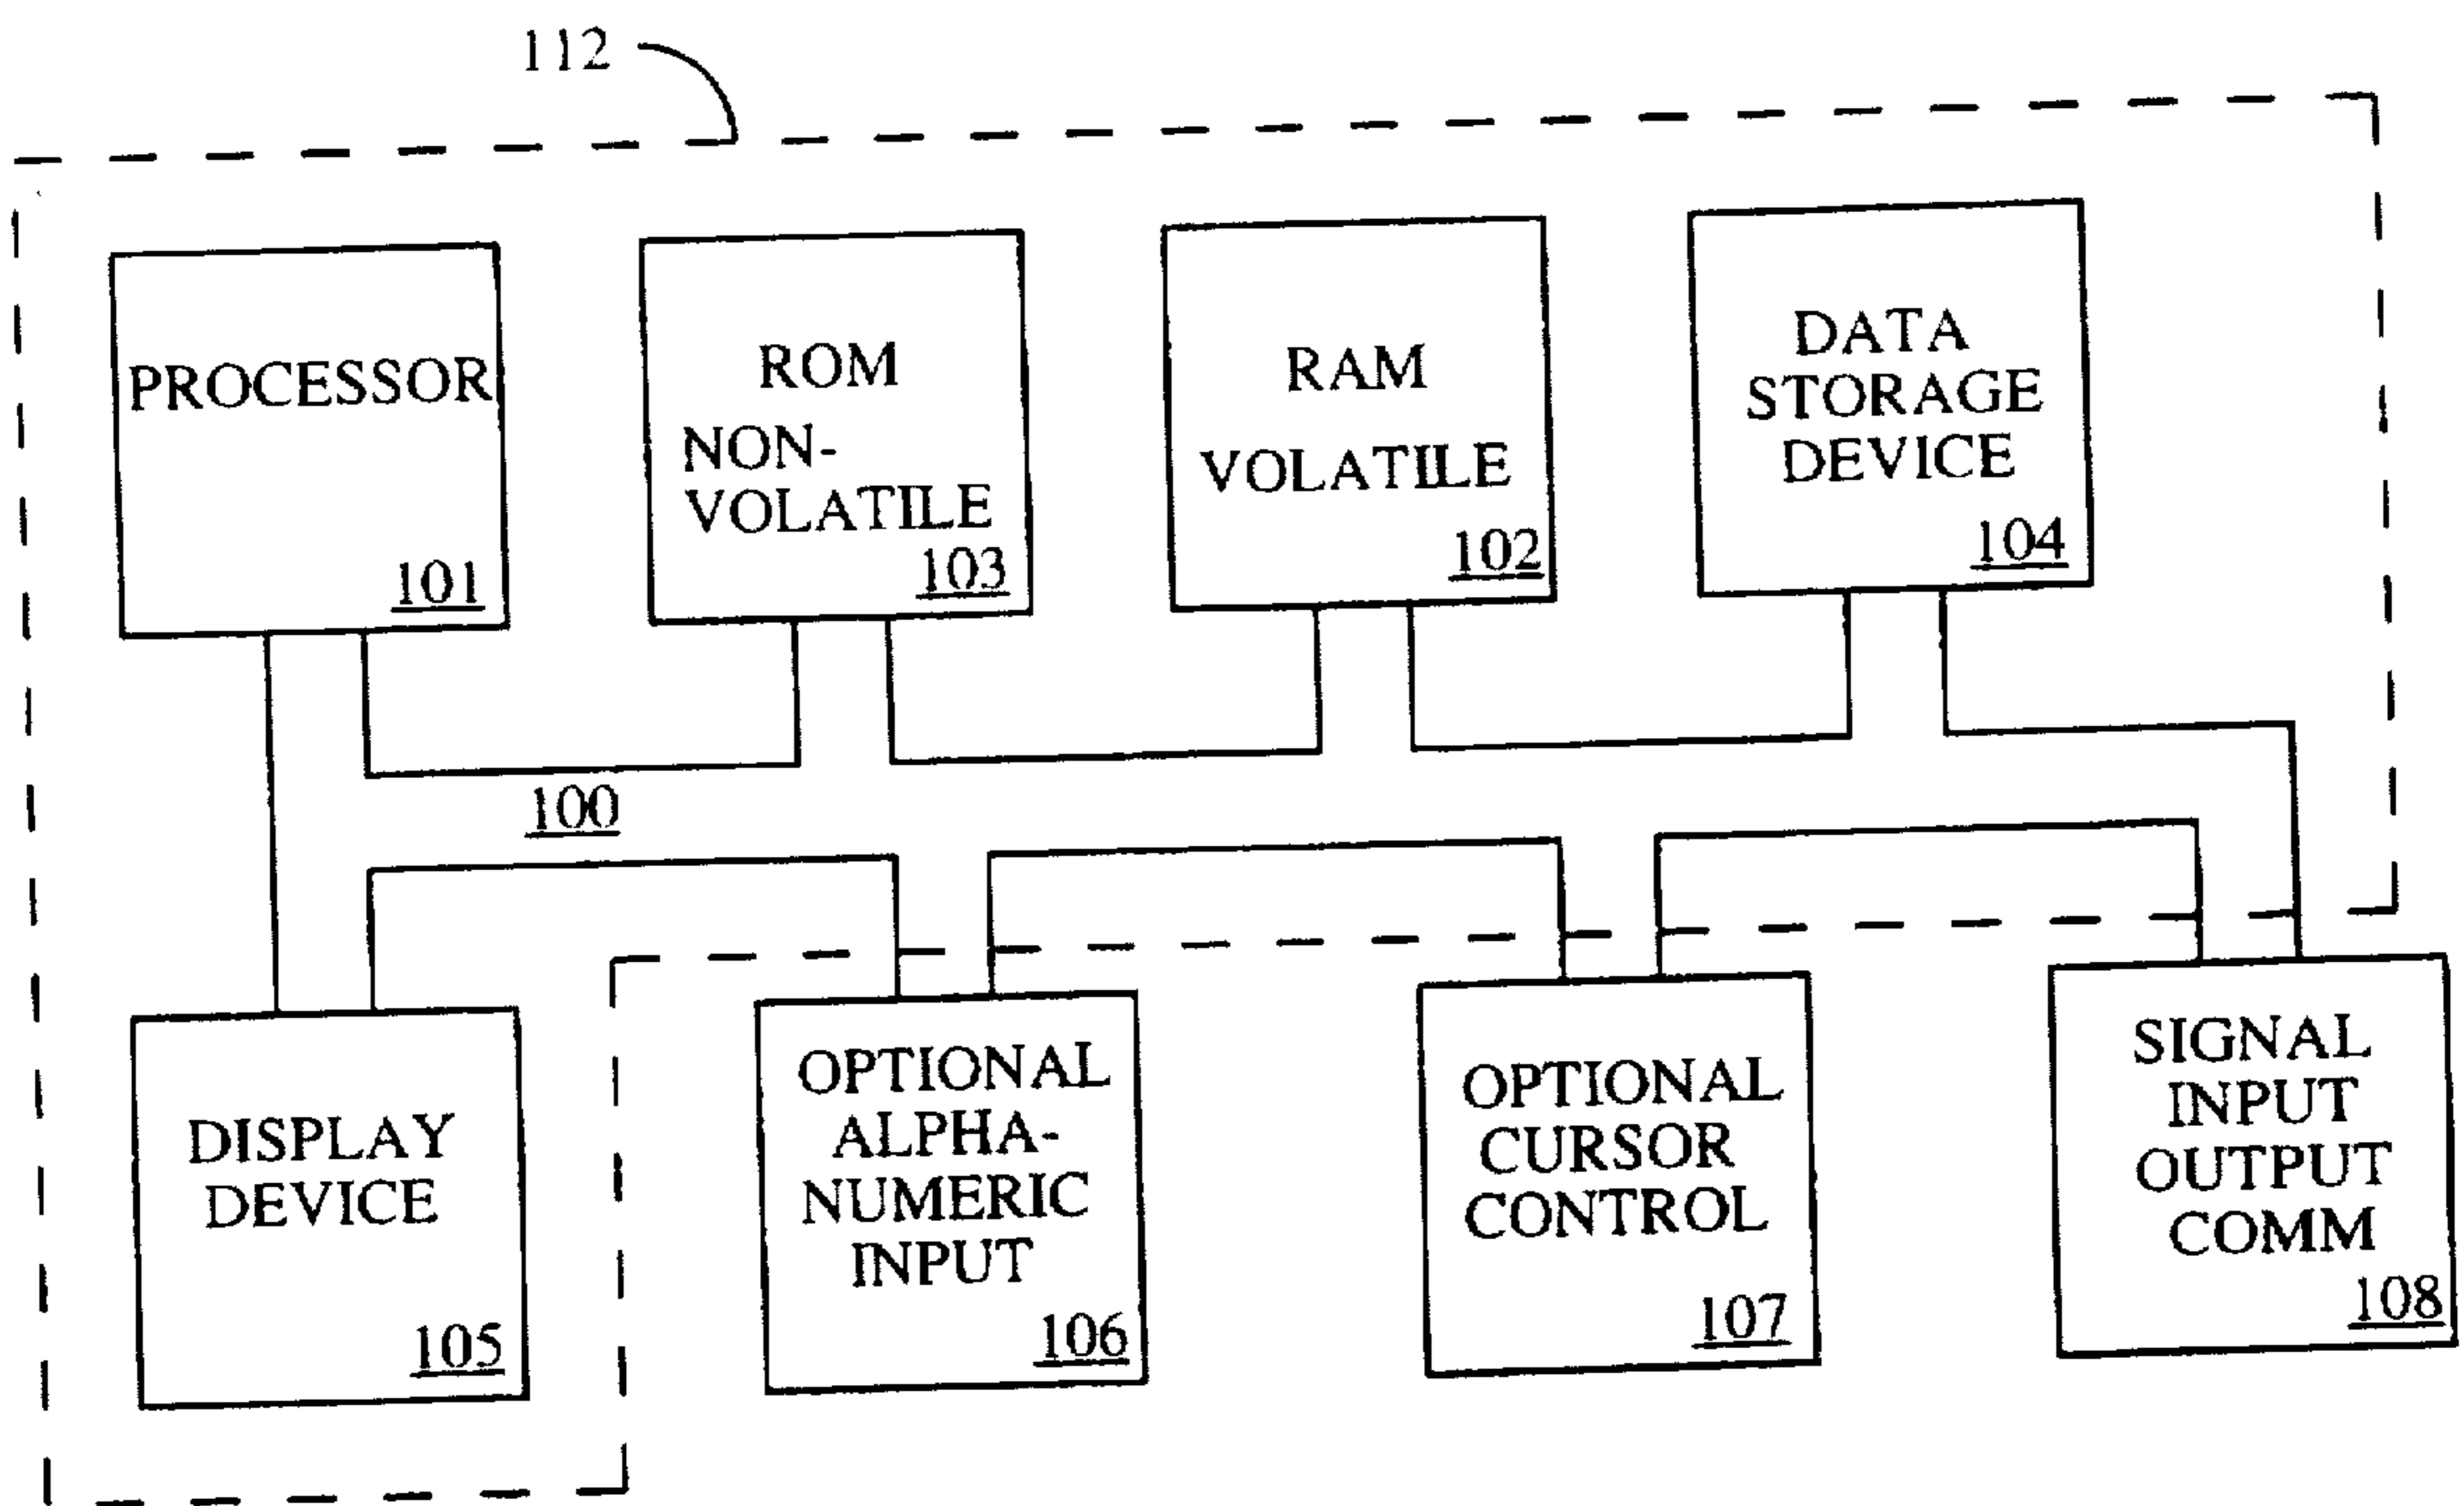 112
PROCESSOR
101
ROM
NON-
VOLATILE
103
RAM
VOLATILE
102
DATA
STORAGE
DEVICE
104
100
DISPLAY
DEVICE
105
OPTIONAL
ALPHA-
NUMERIC
INPUT
106
OPTIONAL
CURSOR
CONTROL
107
SIGNAL
INPUT
OUTPUT
COMM
108